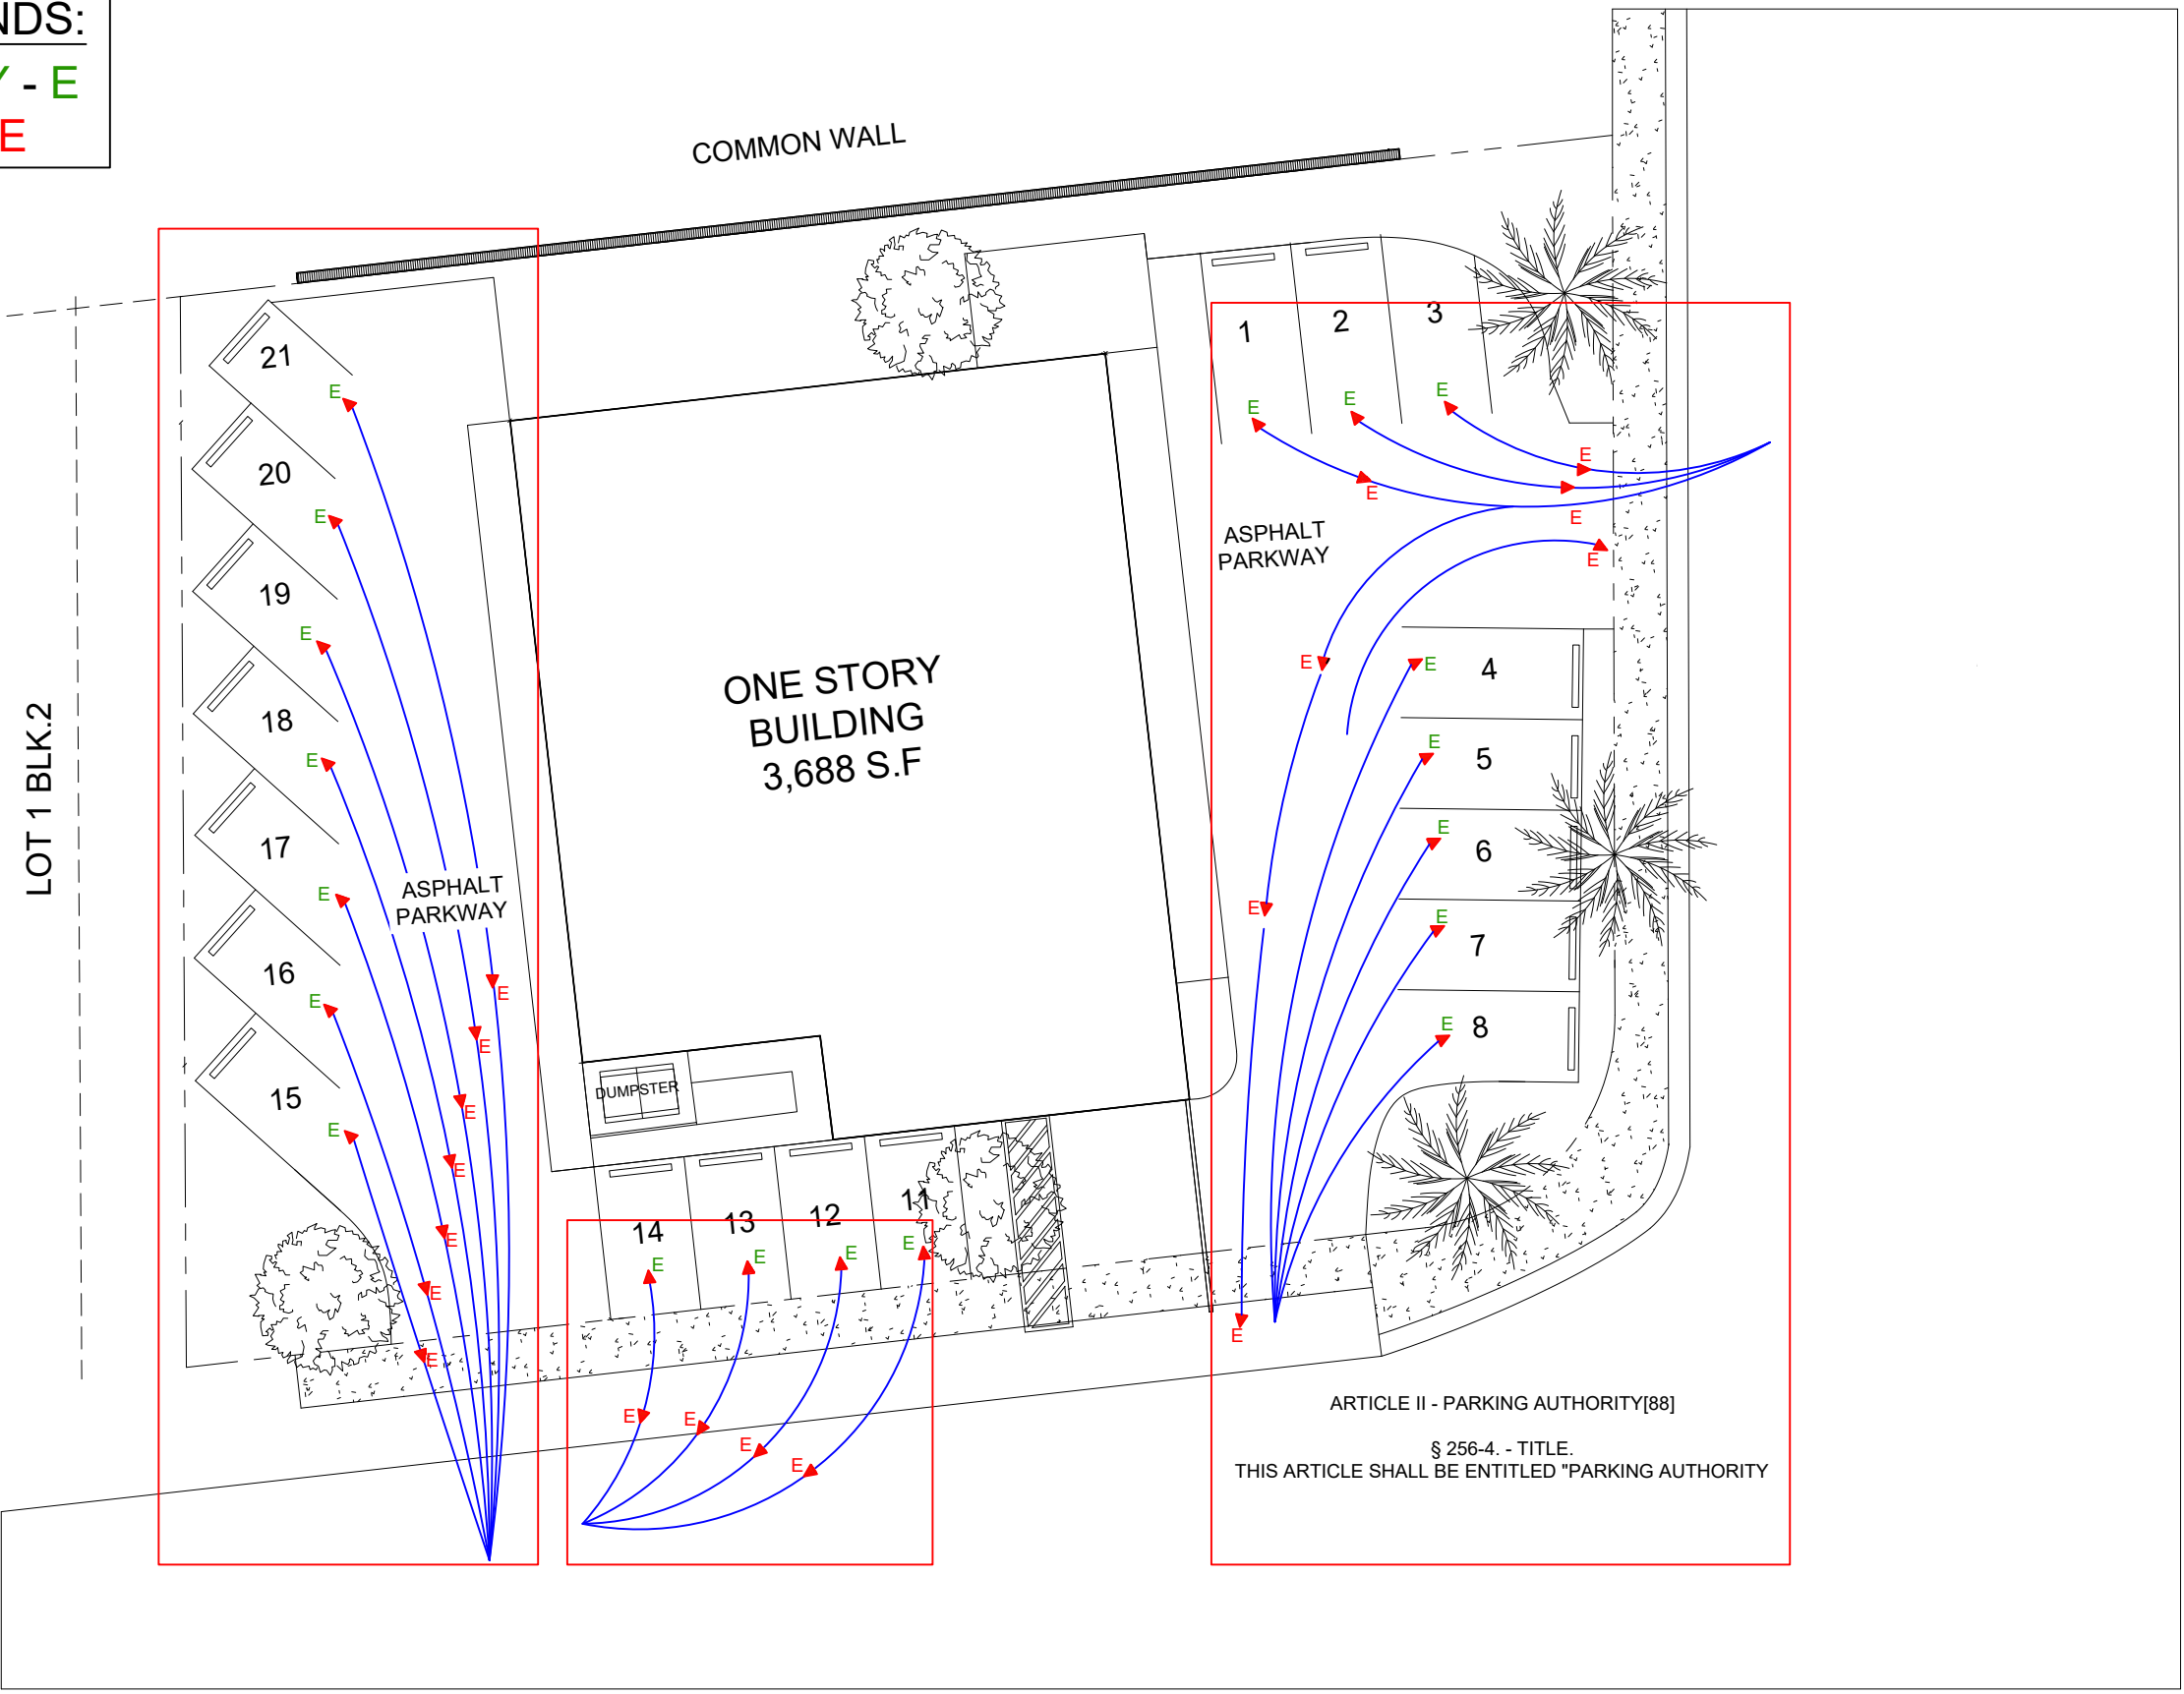 NDS:
Y - E
E
COMMON WALL
1
2
3
E
E
E
E
E
E
E
ASPHALT
PARKWAY
21
E
20
E
19
E
18
E
17
E
16
E
15
E
LOT 1 BLK.2
ASPHALT
PARKWAY
E
E
E
E
E
E
E
ONE STORY
BUILDING
3,688 S.F
DUMPSTER
E
E
4
E
5
E
6
E
7
E
8
E
E
14
13
12
11
E
E
E
E
E
E
E
E
ARTICLE II - PARKING AUTHORITY[88]
§ 256-4. - TITLE.
THIS ARTICLE SHALL BE ENTITLED "PARKING AUTHORITY